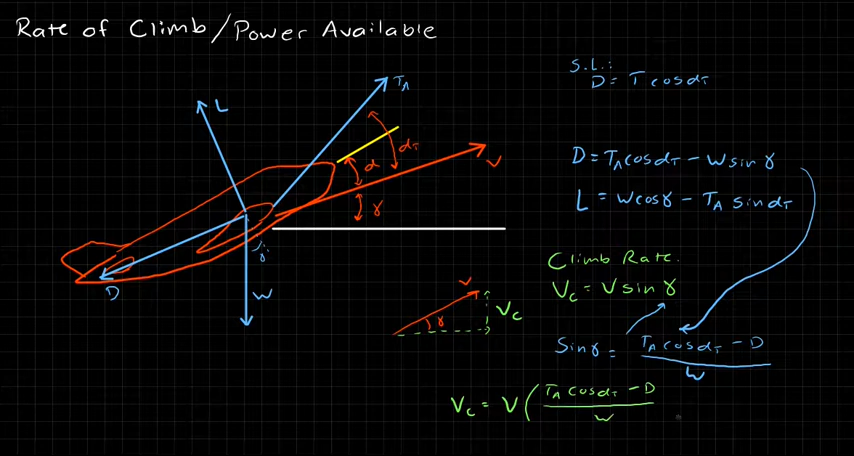 Rate of Climb/Power Available
S.L.:
D = T cos α_T
T_A
L
α
α_T
V
γ
D
W
γ
D = T_A cos α_T - W sin γ
L = W cos γ - T_A sin α_T
Climb Rate.
V_c = V sin γ
V
γ
V_c
Sin γ = (T_A cos α_T - D) / W
V_c = V ( (T_A cos α_T - D) / W